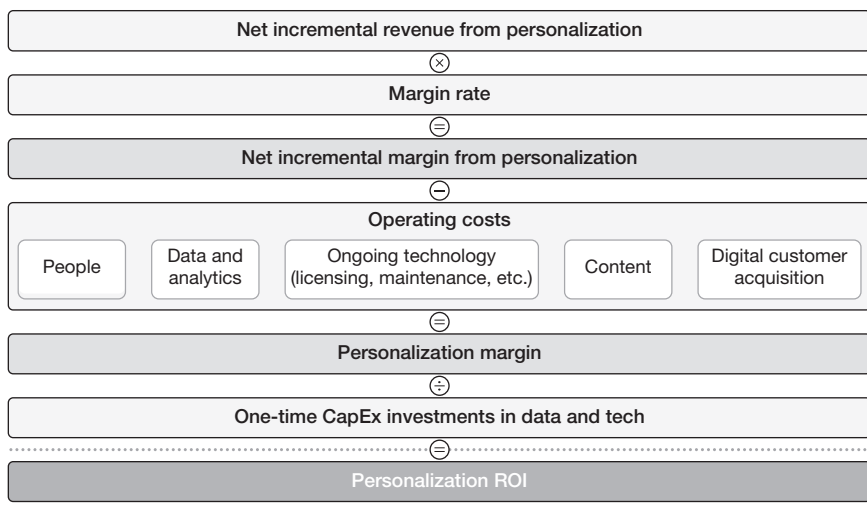 Net incremental revenue from personalization
×
Margin rate
=
Net incremental margin from personalization
−
Operating costs
People
Data and
analytics
Ongoing technology
(licensing, maintenance, etc.)
Content
Digital customer
acquisition
=
Personalization margin
÷
One-time CapEx investments in data and tech
=
Personalization ROI